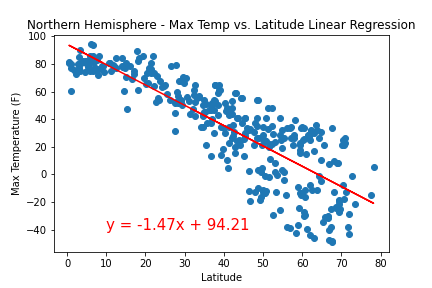 Northern Hemisphere - Max Temp vs. Latitude Linear Regression
100
80
60
40
20
0
−20
−40
Max Temperature (F)
y = -1.47x + 94.21
0 10 20 30 40 50 60 70 80
Latitude